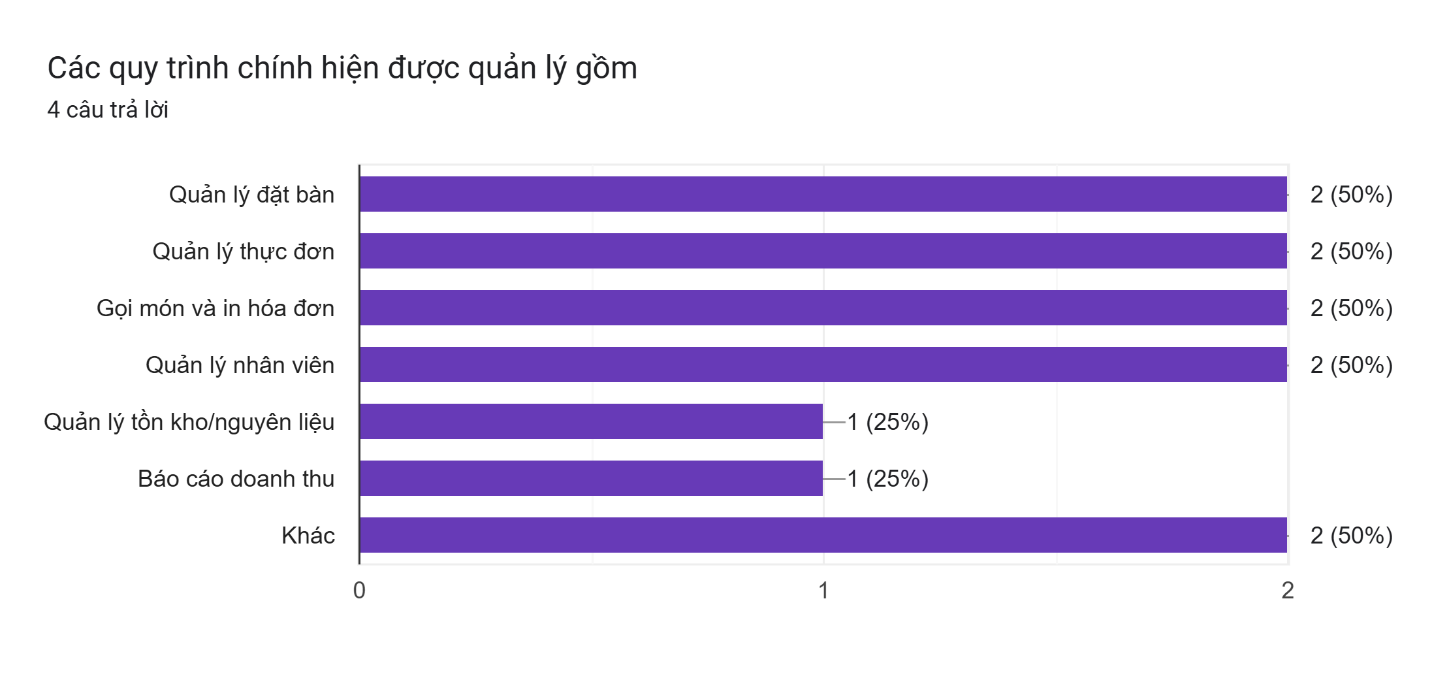 Các quy trình chính hiện được quản lý gồm
4 câu trả lời
Quản lý đặt bàn 2 (50%)
Quản lý thực đơn 2 (50%)
Gọi món và in hóa đơn 2 (50%)
Quản lý nhân viên 2 (50%)
Quản lý tồn kho/nguyên liệu 1 (25%)
Báo cáo doanh thu 1 (25%)
Khác 2 (50%)
0 1 2